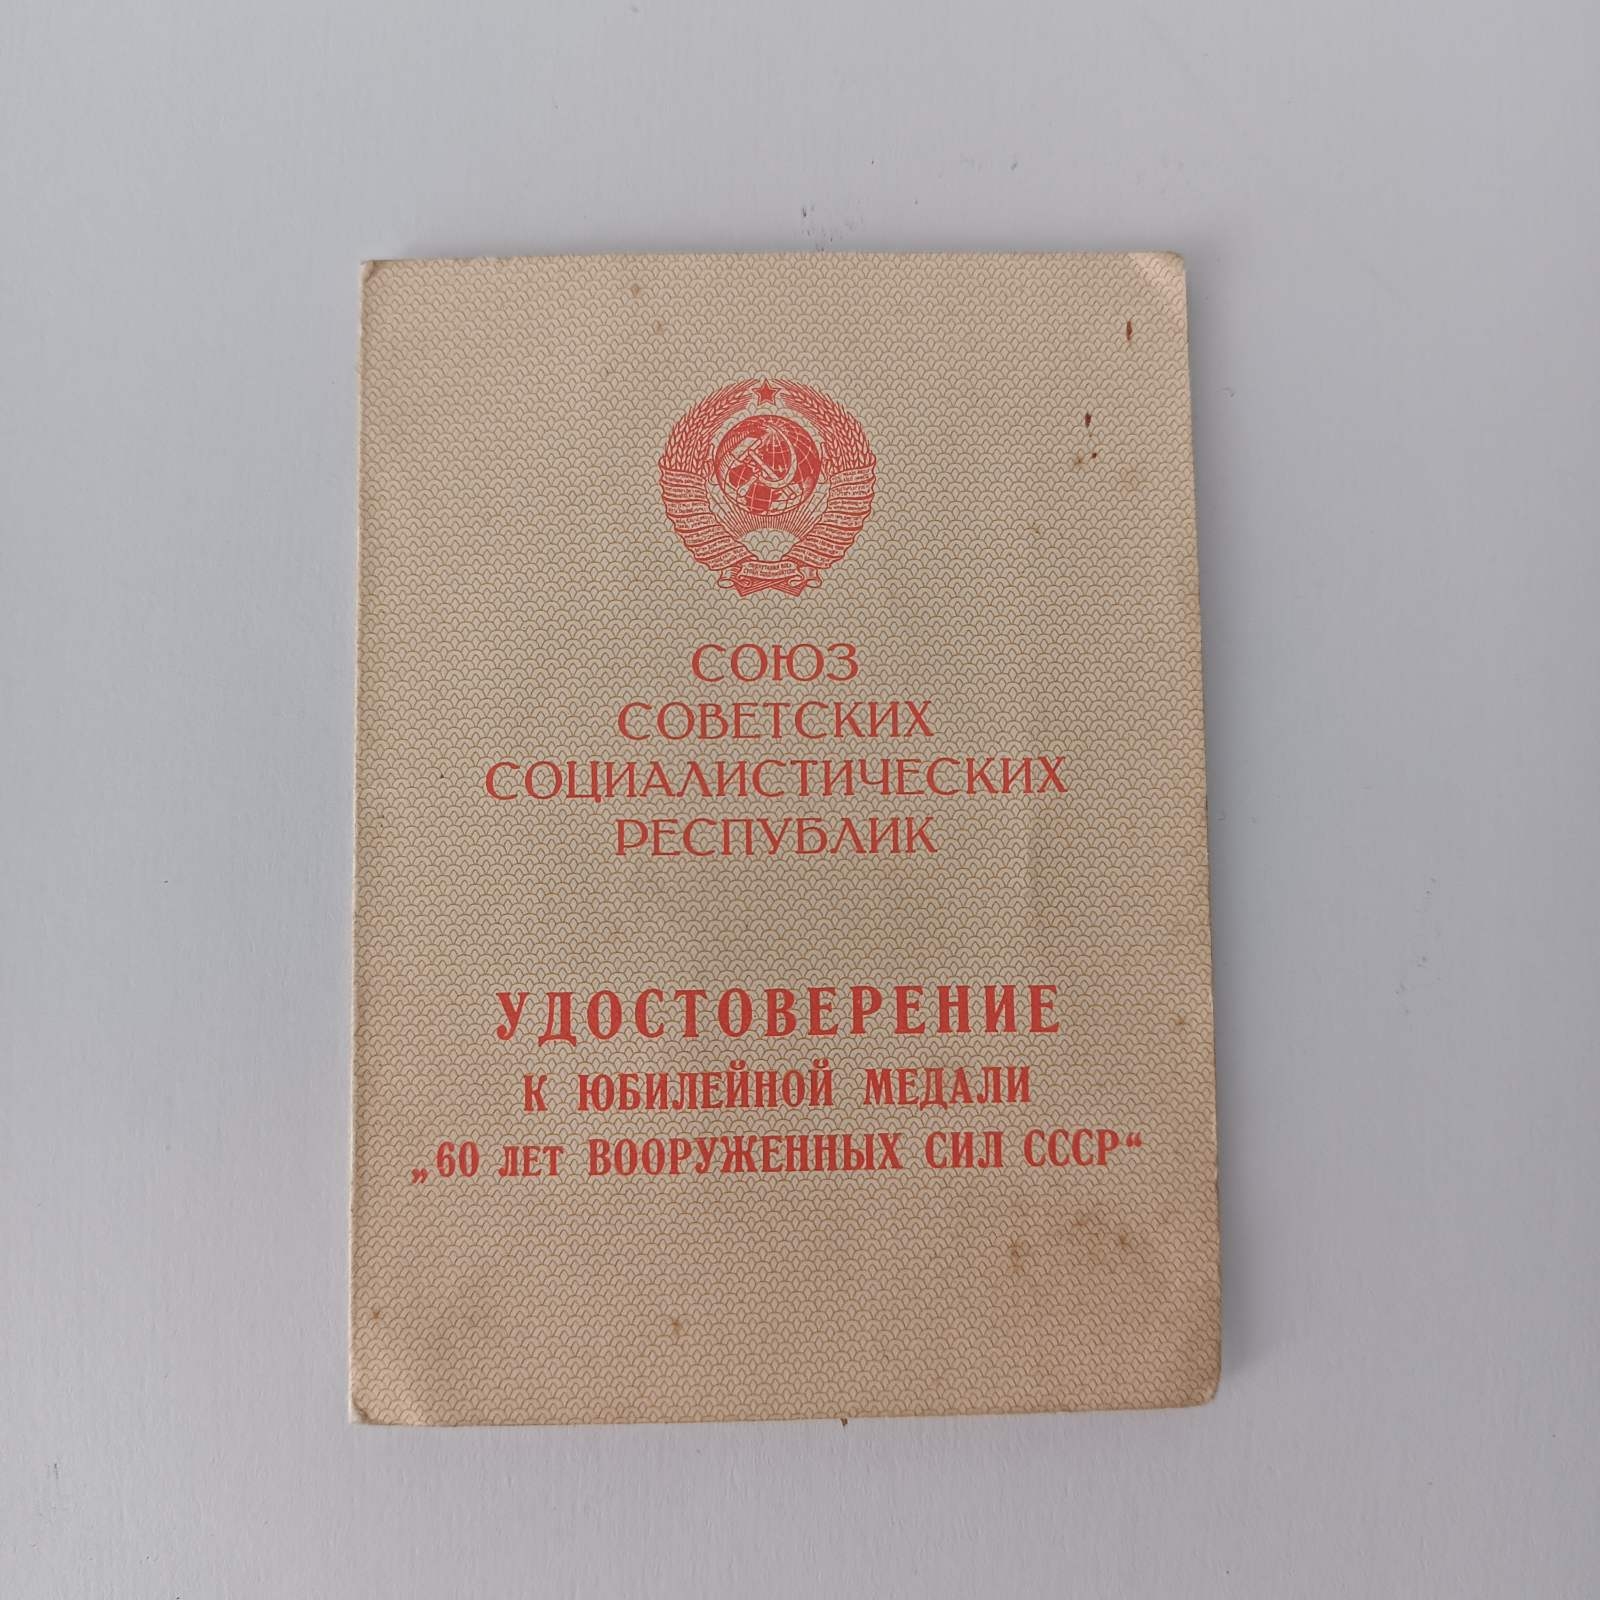 СОЮЗ
СОВЕТСКИХ
СОЦИАЛИСТИЧЕСКИХ
РЕСПУБЛИК
УДОСТОВЕРЕНИЕ
К ЮБИЛЕЙНОЙ МЕДАЛИ
„60 ЛЕТ ВООРУЖЕННЫХ СИЛ СССР“